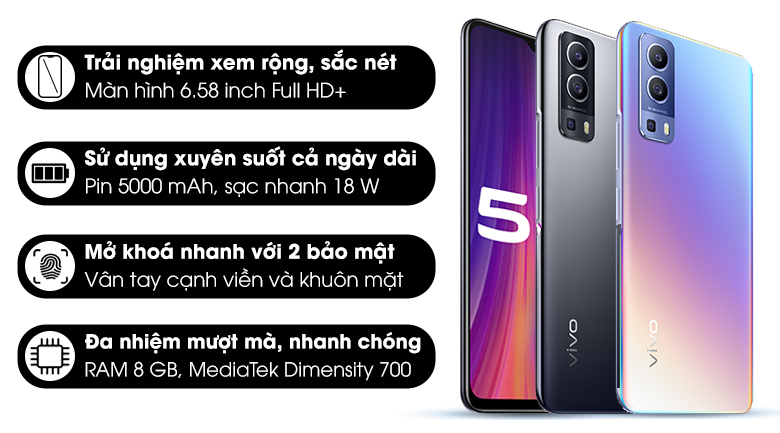 Trải nghiệm xem rộng, sắc nét
Màn hình 6.58 inch Full HD+
Sử dụng xuyên suốt cả ngày dài
Pin 5000 mAh, sạc nhanh 18 W
Mở khoá nhanh với 2 bảo mật
Vân tay cạnh viền và khuôn mặt
Đa nhiệm mượt mà, nhanh chóng
RAM 8 GB, MediaTek Dimensity 700
5
vivo
vivo